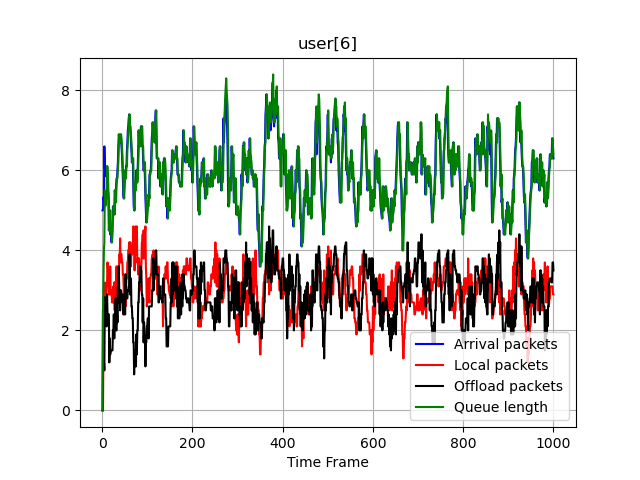 user[6]
8
6
4
2
0
0 200 400 600 800 1000
Time Frame
Arrival packets
Local packets
Offload packets
Queue length